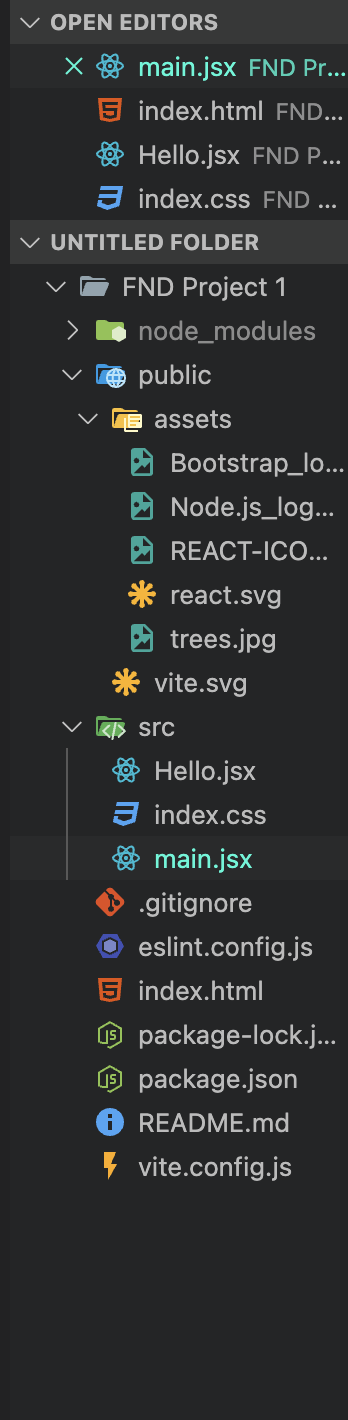 OPEN EDITORS
main.jsx FND Pr...
index.html FND...
Hello.jsx FND P...
index.css FND ...
UNTITLED FOLDER
FND Project 1
node_modules
public
assets
Bootstrap_lo...
Node.js_log...
REACT-ICO...
react.svg
trees.jpg
vite.svg
src
Hello.jsx
index.css
main.jsx
.gitignore
eslint.config.js
index.html
package-lock.j...
package.json
README.md
vite.config.js